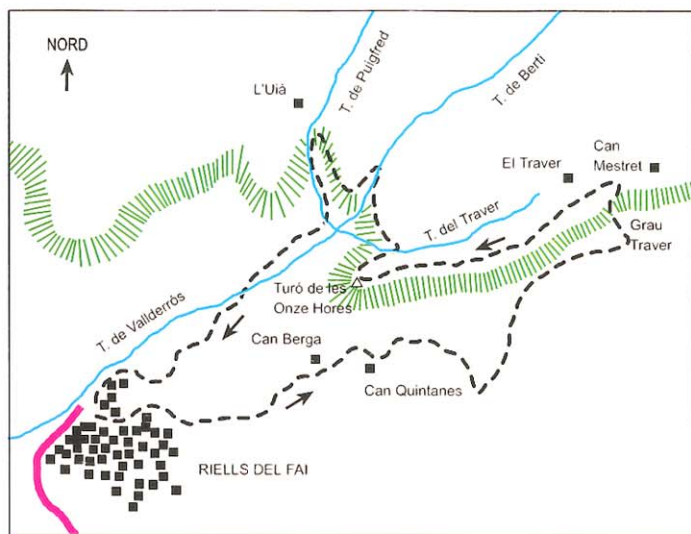 NORD
L'Uià
T. de Puigfred
T. de Berti
El Traver
Can
Mestret
Grau
Traver
T. del Traver
Turó de les
Onze Hores
T. de Vallderrós
Can Berga
Can Quintanes
RIELLS DEL FAI